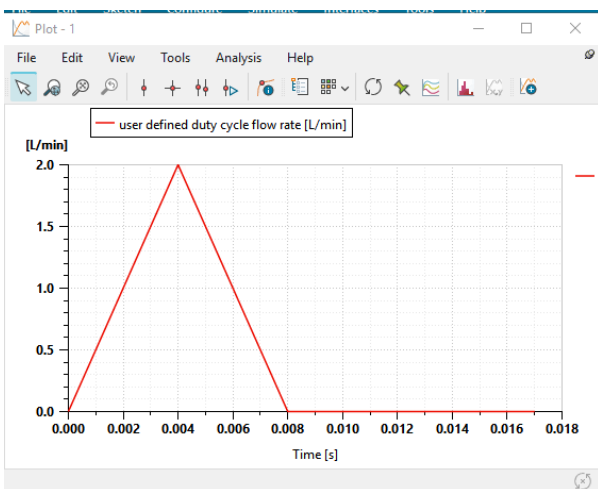 Plot - 1
File Edit View Tools Analysis Help
user defined duty cycle flow rate [L/min]
[L/min]
2.0
1.5
1.0
0.5
0.0
0.000 0.002 0.004 0.006 0.008 0.010 0.012 0.014 0.016 0.018
Time [s]